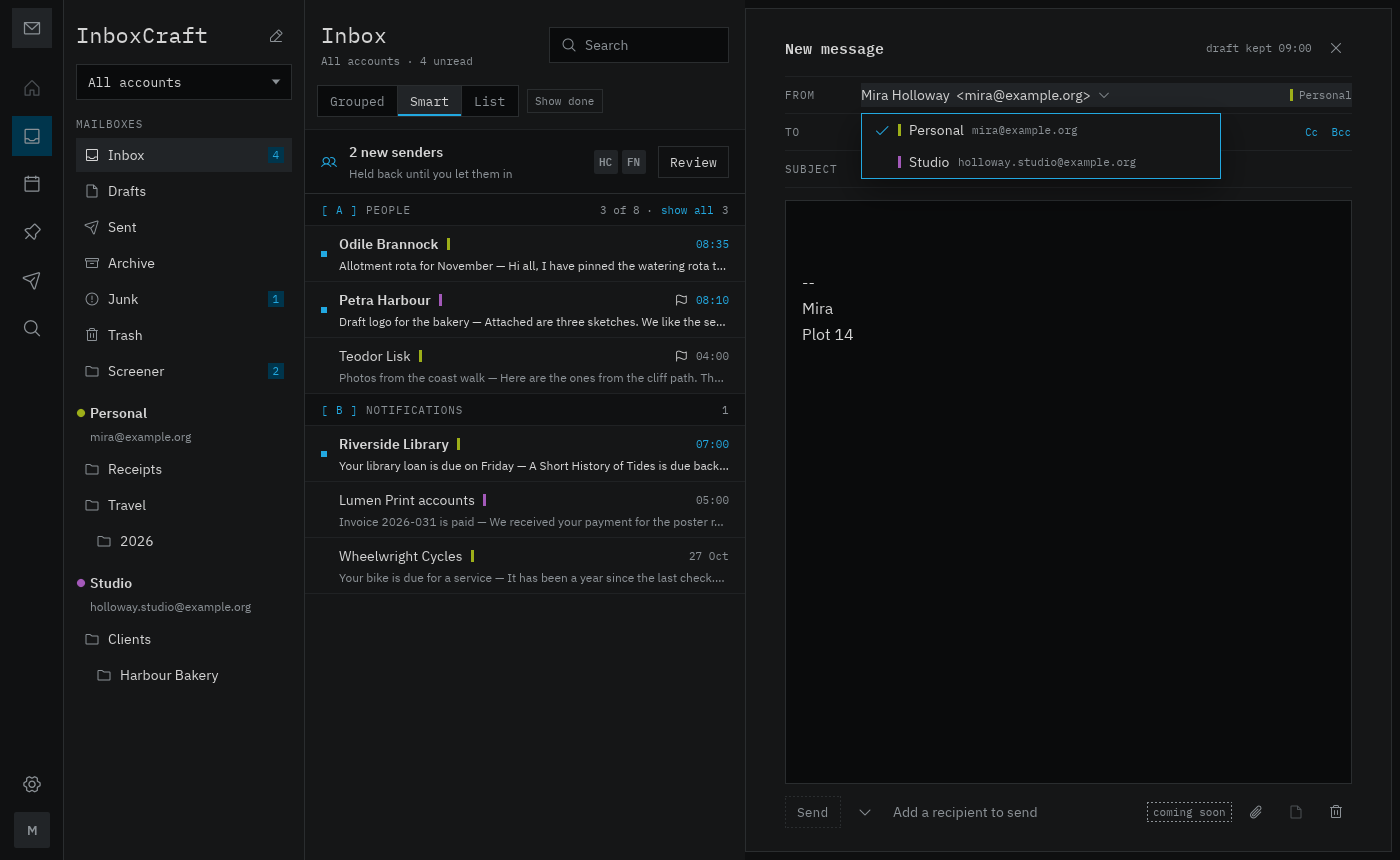 InboxCraft
All accounts
MAILBOXES
Inbox 4
Drafts
Sent
Archive
Junk 1
Trash
Screener 2
Personal
mira@example.org
Receipts
Travel
2026
Studio
holloway.studio@example.org
Clients
Harbour Bakery
M
Inbox
All accounts · 4 unread
Search
Grouped Smart List Show done
2 new senders
Held back until you let them in
HC FN Review
[ A ] PEOPLE 3 of 8 · show all 3
Odile Brannock 08:35
Allotment rota for November — Hi all, I have pinned the watering rota t...
Petra Harbour 08:10
Draft logo for the bakery — Attached are three sketches. We like the se...
Teodor Lisk 04:00
Photos from the coast walk — Here are the ones from the cliff path. Th...
[ B ] NOTIFICATIONS 1
Riverside Library 07:00
Your library loan is due on Friday — A Short History of Tides is due back...
Lumen Print accounts 05:00
Invoice 2026-031 is paid — We received your payment for the poster r...
Wheelwright Cycles 27 Oct
Your bike is due for a service — It has been a year since the last check....
New message draft kept 09:00
FROM Mira Holloway <mira@example.org> Personal
TO Cc Bcc
Personal mira@example.org
Studio holloway.studio@example.org
SUBJECT
--
Mira
Plot 14
Send Add a recipient to send coming soon